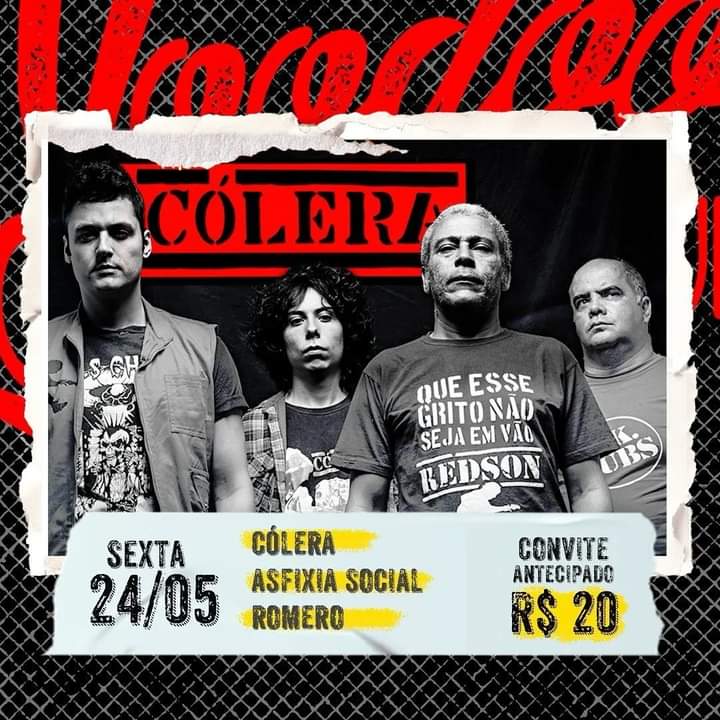 CÓLERA
QUE ESSE
GRITO NÃO
SEJA EM VÃO
REDSON
SEXTA
24/05
CÓLERA
ASFIXIA SOCIAL
ROMERO
CONVITE
ANTECIPADO
R$ 20